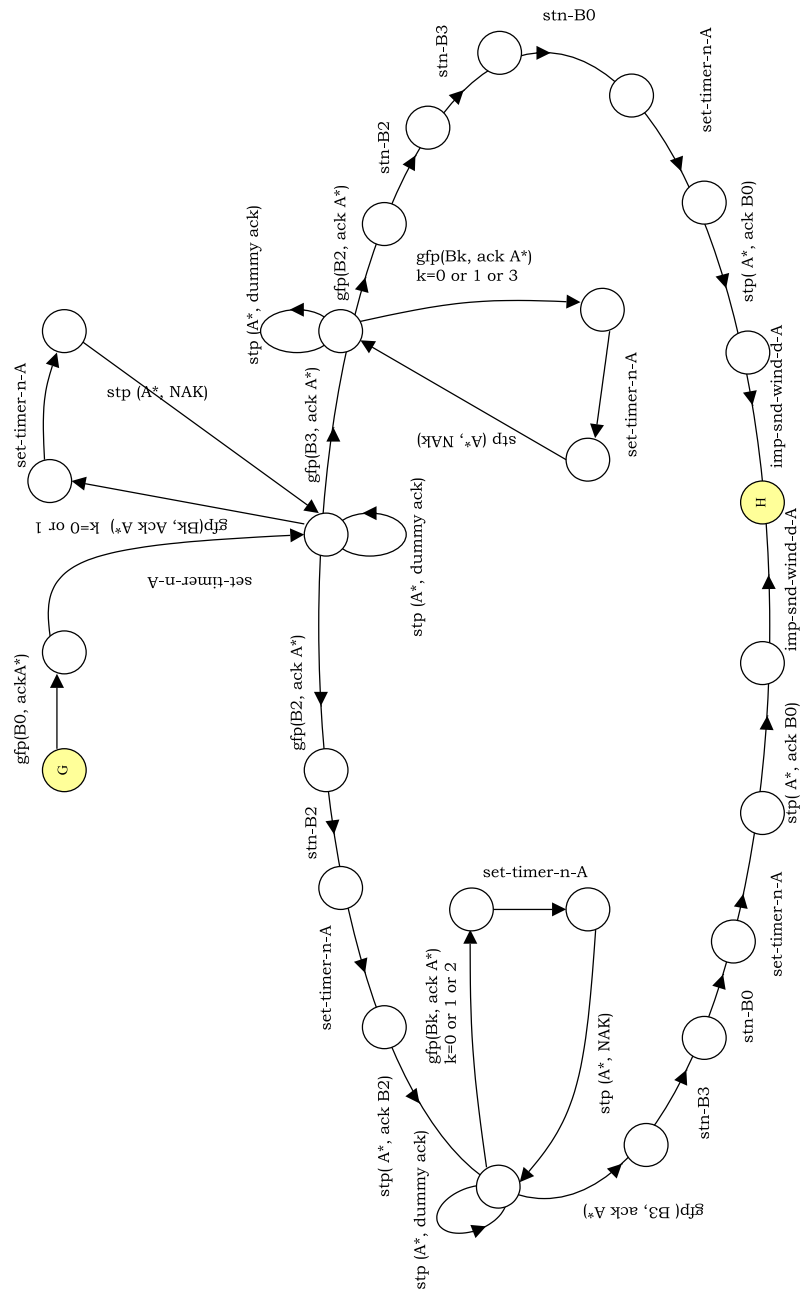 stn-B0
stn-B3
set-timer-n-A
stn-B2
stp( A*, ack B0)
gfp(B2, ack A*)
stp (A*, dummy ack)
gfp(Bk, ack A*)
k=0 or 1 or 3
set-timer-n-A
stp (A*, NAk)
imp-snd-wind-d-A
H
imp-snd-wind-d-A
set-timer-n-A
stp (A*, NAK)
gfp(B3, ack A*)
gfp(Bk, Ack A*) k=0 or 1
stp (A*, dummy ack)
set-timer-n-A
gfp(B0, ackA*)
G
gfp(B2, ack A*)
stn-B2
set-timer-n-A
stp( A*, ack B2)
set-timer-n-A
gfp(Bk, ack A*)
k=0 or 1 or 2
stp (A*, NAK)
stp (A*, dummy ack)
gfp( B3, ack A*)
stn-B3
stn-B0
set-timer-n-A
stp( A*, ack B0)